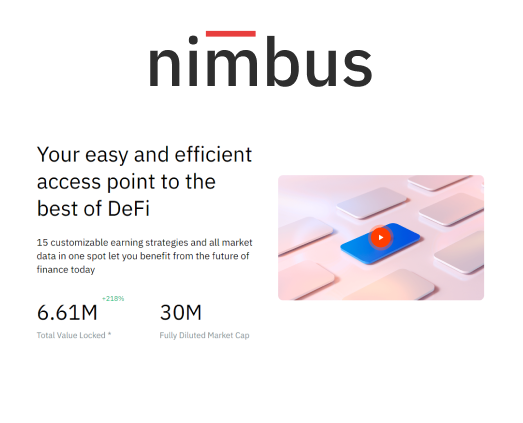 nimbus
Your easy and efficient
access point to the
best of DeFi
15 customizable earning strategies and all market
data in one spot let you benefit from the future of
finance today
6.61M +218%
Total Value Locked *
30M
Fully Diluted Market Cap